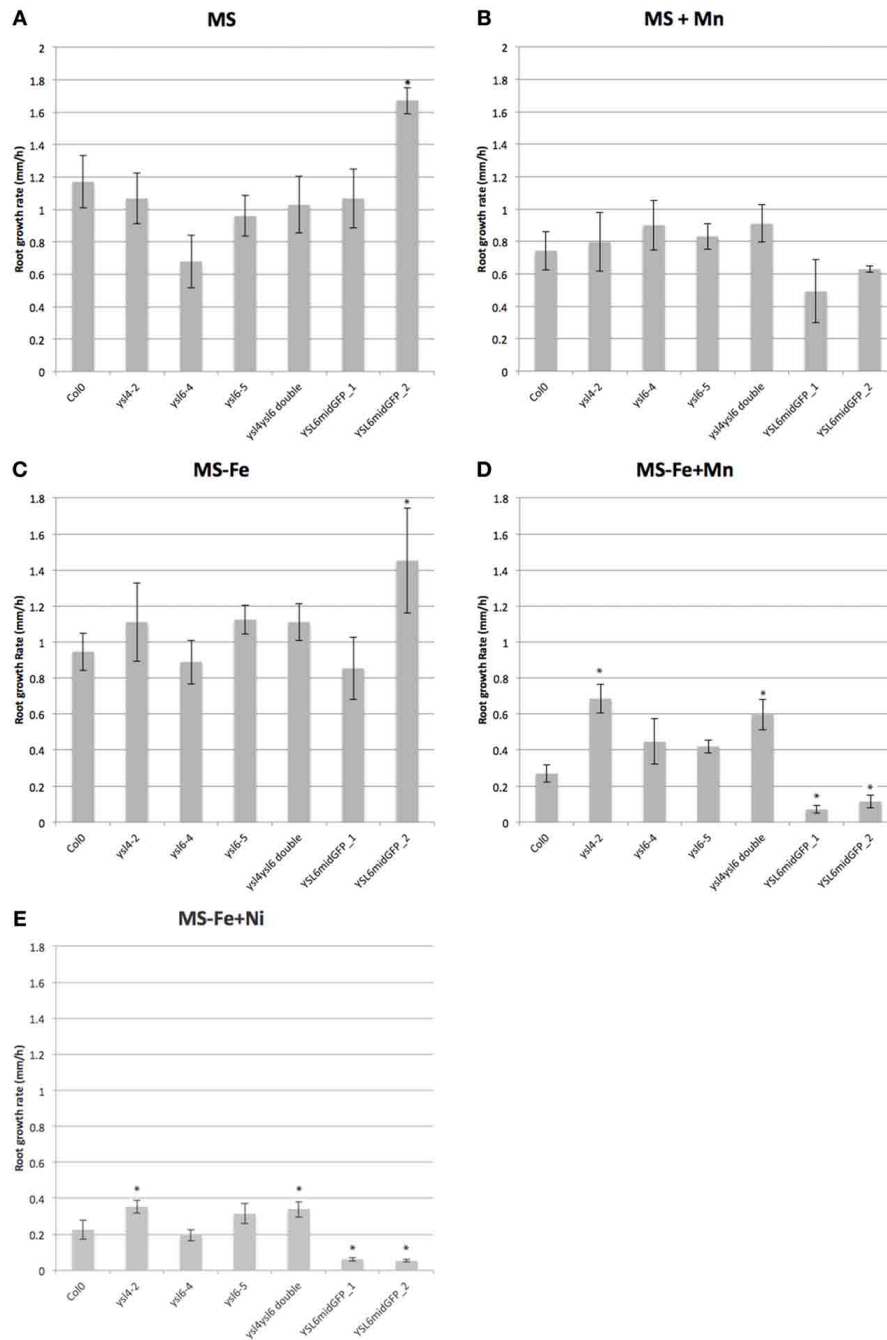 A
MS
Root growth rate (mm/h)
2
1.8
1.6
1.4
1.2
1
0.8
0.6
0.4
0.2
0
*
Col0
ysl4-2
ysl6-4
ysl6-5
ysl4ysl6 double
YSL6midGFP_1
YSL6midGFP_2
B
MS + Mn
Root growth rate (mm/h)
2
1.8
1.6
1.4
1.2
1
0.8
0.6
0.4
0.2
0
Col0
ysl4-2
ysl6-4
ysl6-5
ysl4ysl6 double
YSL6midGFP_1
YSL6midGFP_2
C
MS-Fe
Root growth Rate (mm/h)
1.8
1.6
1.4
1.2
1
0.8
0.6
0.4
0.2
0
*
Col0
ysl4-2
ysl6-4
ysl6-5
ysl4ysl6 double
YSL6midGFP_1
YSL6midGFP_2
D
MS-Fe+Mn
Root growth Rate (mm/h)
1.8
1.6
1.4
1.2
1
0.8
0.6
0.4
0.2
0
*
*
*
*
Col0
ysl4-2
ysl6-4
ysl6-5
ysl4ysl6 double
YSL6midGFP_1
YSL6midGFP_2
E
MS-Fe+Ni
Root growth rate (mm/h)
1.8
1.6
1.4
1.2
1
0.8
0.6
0.4
0.2
0
*
*
*
*
Col0
ysl4-2
ysl6-4
ysl6-5
ysl4ysl6 double
YSL6midGFP_1
YSL6midGFP_2